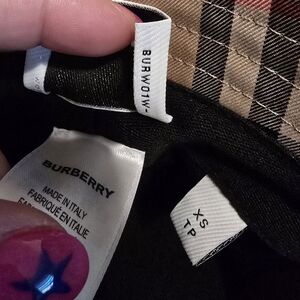 BURW01W-
BURBERRY
MADE IN ITALY
FABRIQUÉ EN ITALIE
XS
TP